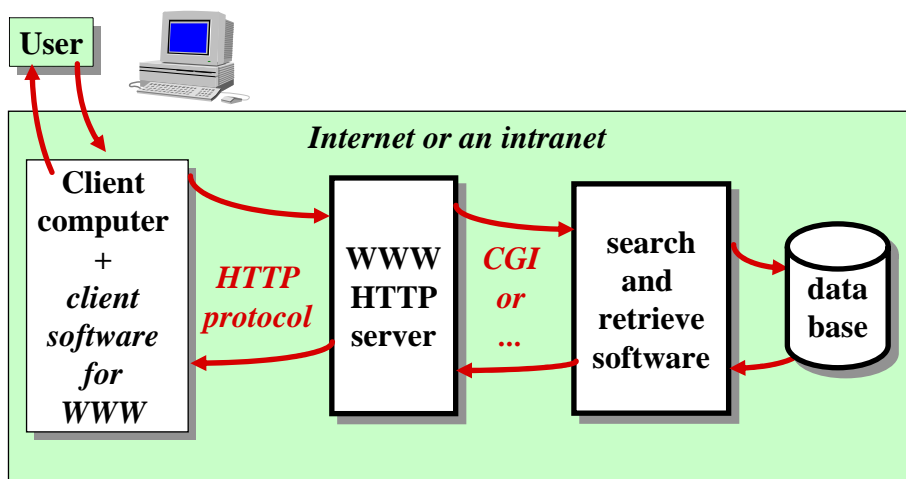 User
Internet or an intranet
Client
computer
+
client
software
for
WWW
HTTP
protocol
WWW
HTTP
server
CGI
or
...
search
and
retrieve
software
data
base